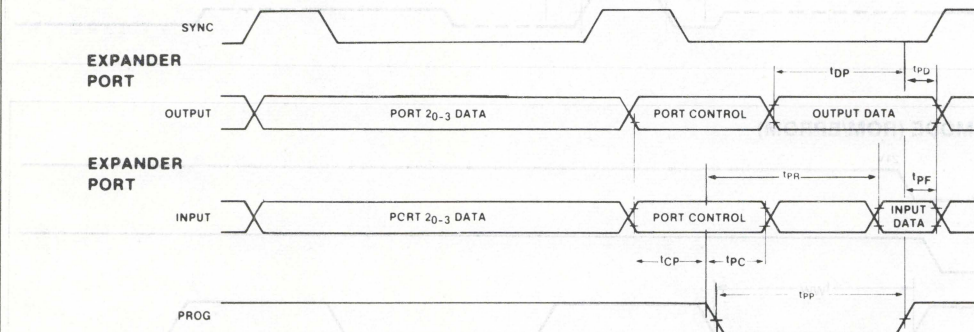 SYNC
EXPANDER
PORT
tDP
tPD
OUTPUT
PORT 20-3 DATA
PORT CONTROL
OUTPUT DATA
EXPANDER
PORT
tPR
tPF
INPUT
PCRT 20-3 DATA
PORT CONTROL
INPUT
DATA
tCP
tPC
tPP
PROG